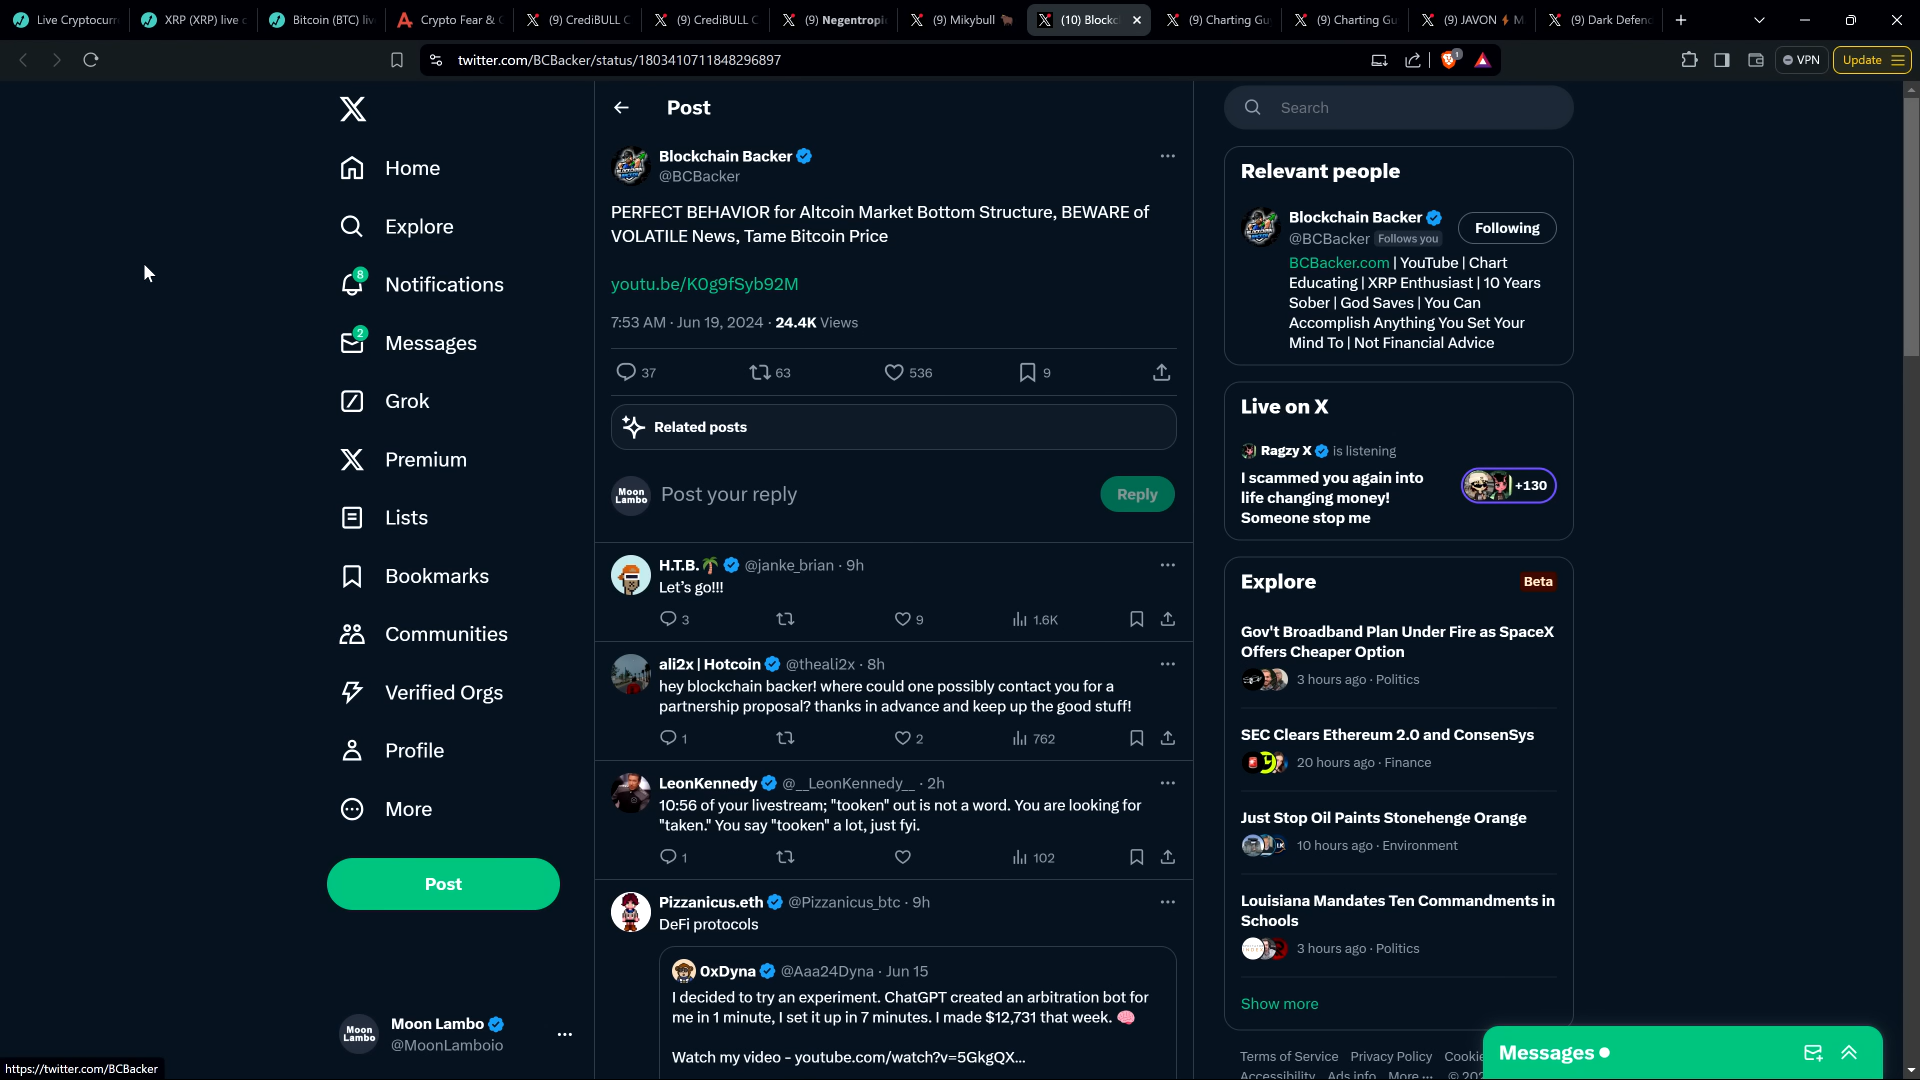 Live Cryptocurr
XRP (XRP) live c
Bitcoin (BTC) liv
Crypto Fear & G
(9) CrediBULL C
(9) CrediBULL C
(9) Negentropi
(9) Mikybull
(10) Blockc
(9) Charting Gu
(9) Charting Gu
(9) JAVON⚡M
(9) Dark Defend
twitter.com/BCBacker/status/1803410711848296897
1
VPN
Update
Home
Explore
8
Notifications
2
Messages
Grok
Premium
Lists
Bookmarks
Communities
Verified Orgs
Profile
More
Post
Moon Lambo
Moon Lambo
@MoonLamboio
https://twitter.com/BCBacker
Post
Blockchain Backer
@BCBacker
PERFECT BEHAVIOR for Altcoin Market Bottom Structure, BEWARE of
VOLATILE News, Tame Bitcoin Price
youtu.be/K0g9fSyb92M
7:53 AM · Jun 19, 2024 · 24.4K Views
37 63 536 9
Related posts
Moon Lambo
Post your reply
Reply
H.T.B.🌴 @janke_brian · 9h
Let's go!!!
3 9 1.6K
ali2x | Hotcoin @theali2x · 8h
hey blockchain backer! where could one possibly contact you for a
partnership proposal? thanks in advance and keep up the good stuff!
1 2 762
LeonKennedy @__LeonKennedy__ · 2h
10:56 of your livestream; "tooken" out is not a word. You are looking for
"taken." You say "tooken" a lot, just fyi.
1 102
Pizzanicus.eth @Pizzanicus_btc · 9h
DeFi protocols
0xDyna @Aaa24Dyna · Jun 15
I decided to try an experiment. ChatGPT created an arbitration bot for
me in 1 minute, I set it up in 7 minutes. I made $12,731 that week. 🧠
Watch my video - youtube.com/watch?v=5GkgQX...
Search
Relevant people
Blockchain Backer
@BCBacker Follows you
Following
BCBacker.com | YouTube | Chart
Educating | XRP Enthusiast | 10 Years
Sober | God Saves | You Can
Accomplish Anything You Set Your
Mind To | Not Financial Advice
Live on X
Ragzy X is listening
I scammed you again into
life changing money!
Someone stop me
+130
Explore
Beta
Gov't Broadband Plan Under Fire as SpaceX
Offers Cheaper Option
3 hours ago · Politics
SEC Clears Ethereum 2.0 and ConsenSys
20 hours ago · Finance
Just Stop Oil Paints Stonehenge Orange
10 hours ago · Environment
Louisiana Mandates Ten Commandments in
Schools
3 hours ago · Politics
Show more
Terms of Service Privacy Policy Cookie
Accessibility Ads info More ··· © 202
Messages